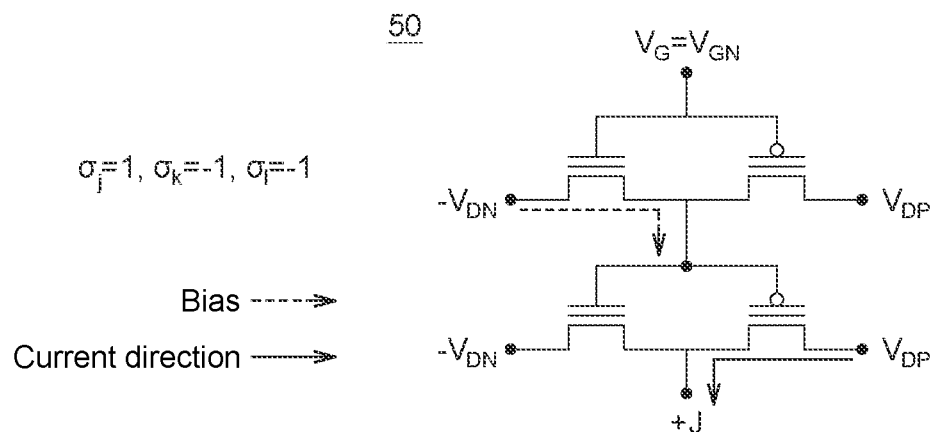 50
V_G=V_GN
σ_j=1, σ_k=-1, σ_l=-1
-V_DN
V_DP
Bias
Current direction
-V_DN
V_DP
+J